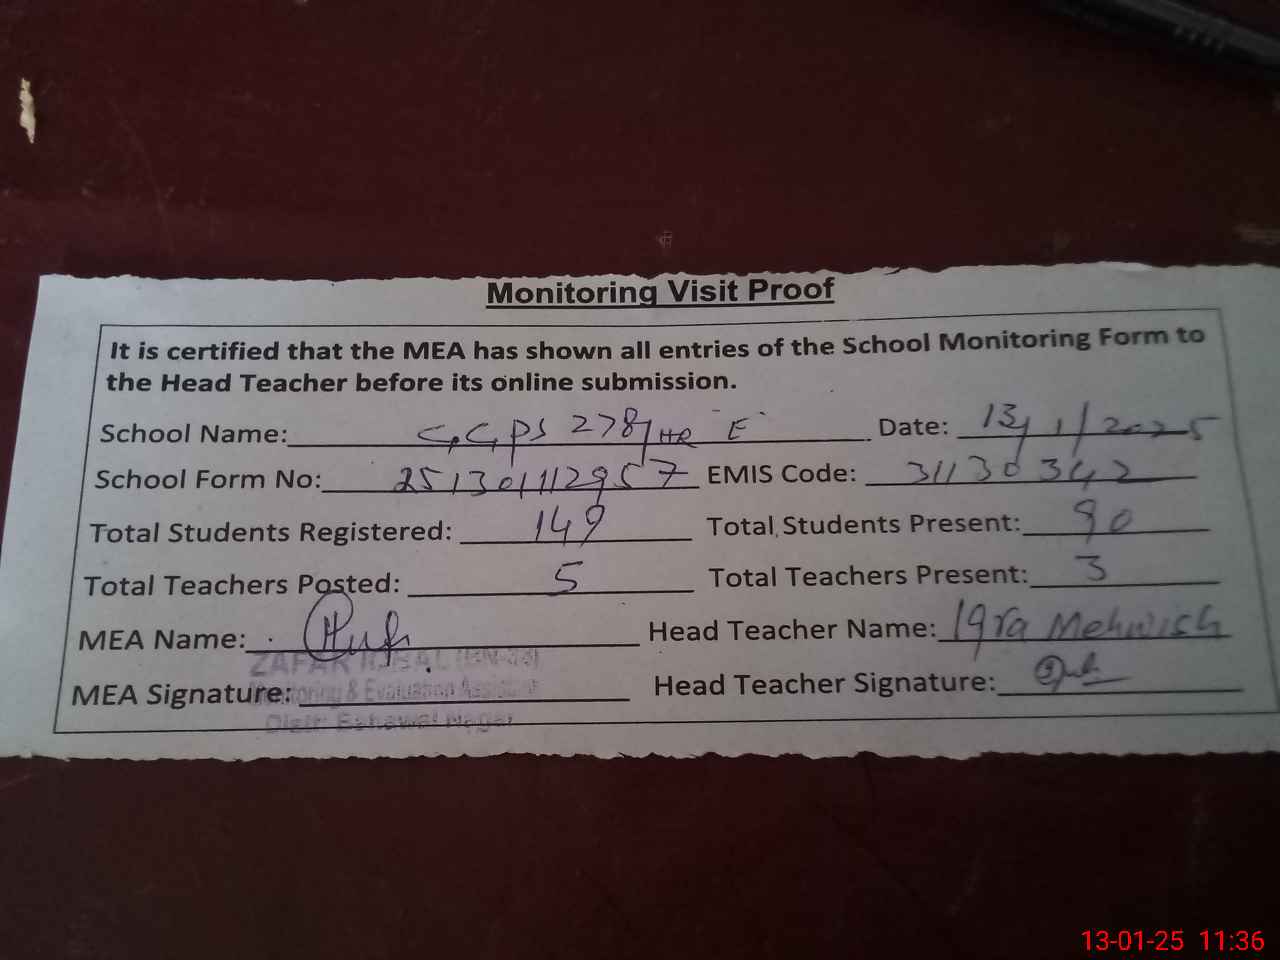 Monitoring Visit Proof
It is certified that the MEA has shown all entries of the School Monitoring Form to
the Head Teacher before its online submission.
School Name: G.G.PS 278/HR "E" Date: 13/1/2025
School Form No: 251301112957 EMIS Code: 31130342
Total Students Registered: 149 Total Students Present: 90
Total Teachers Posted: 5 Total Teachers Present: 3
MEA Name: Head Teacher Name: Iqra Mehwish
ZAFAR IQBAL
MEA Signature: Head Teacher Signature:
Monitoring & Evaluation Assistant
Distt: Bahawal Nagar
13-01-25 11:36